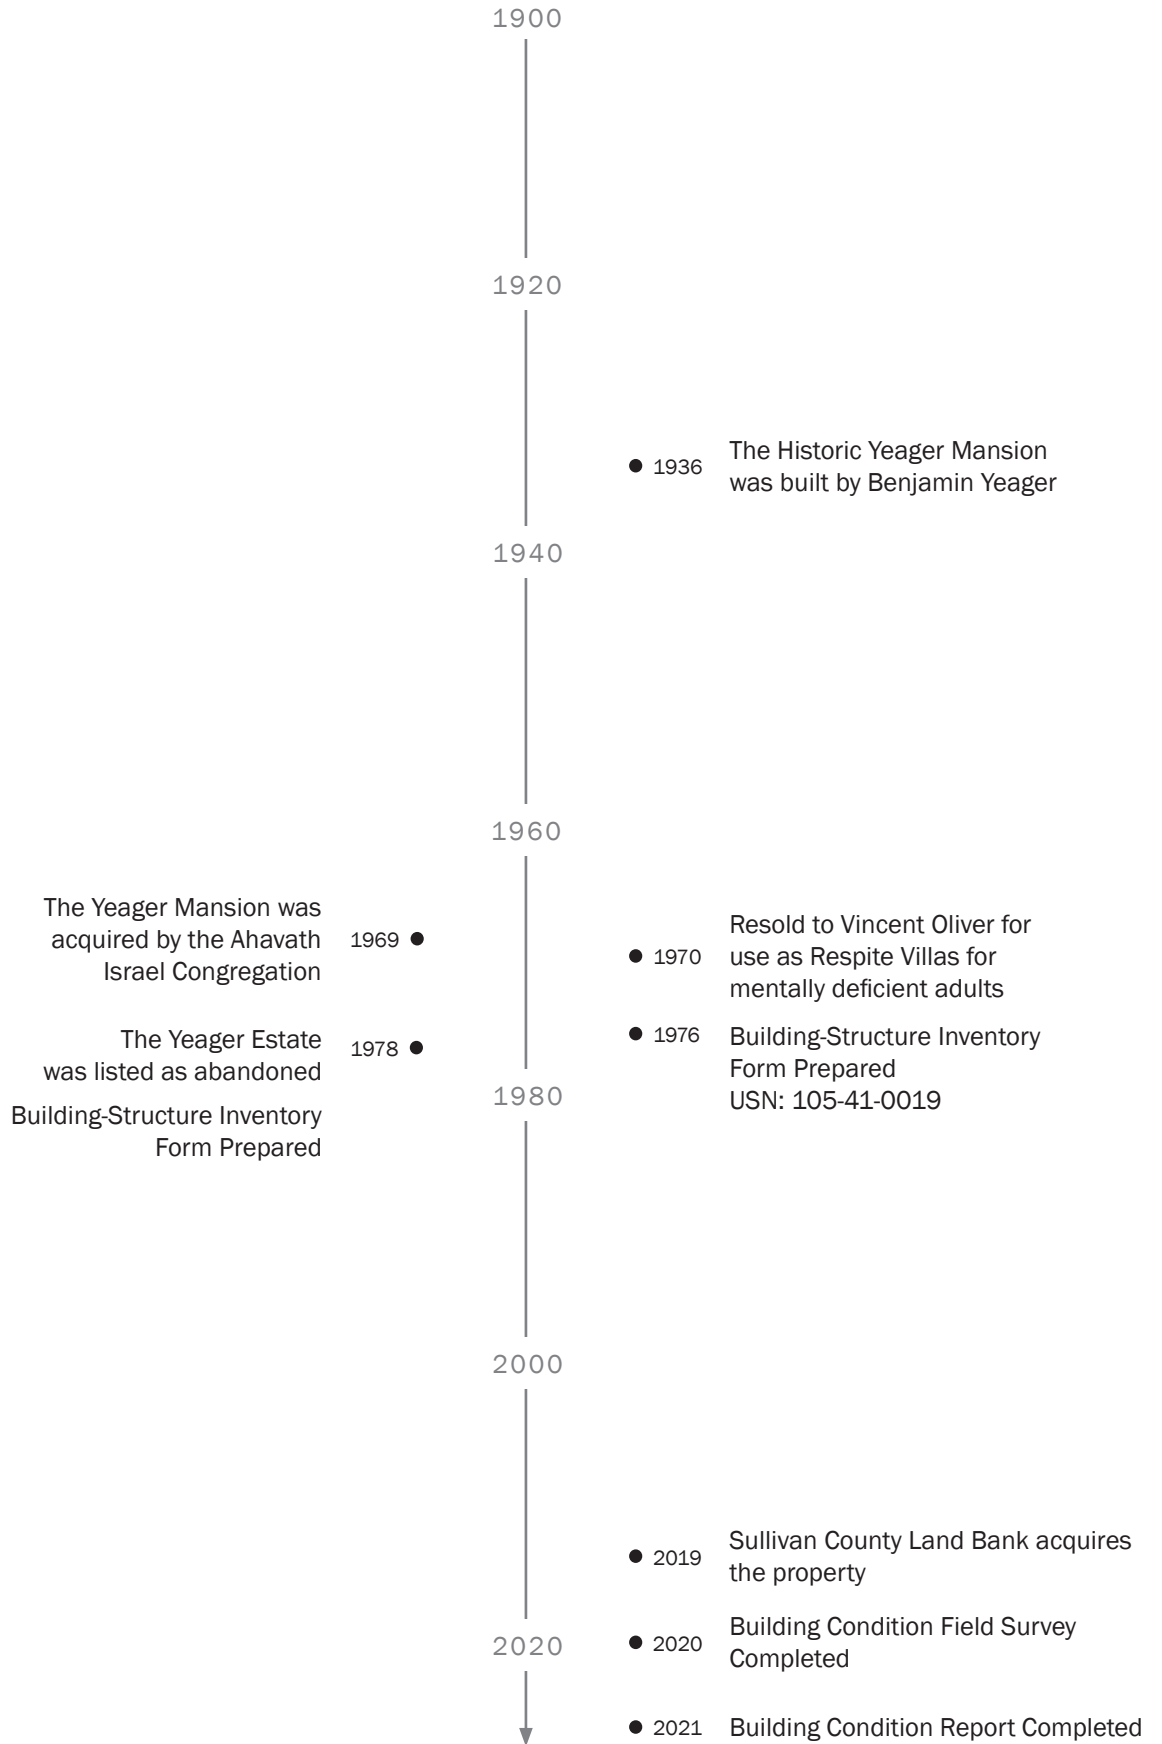 1900
1920
1936
The Historic Yeager Mansion
was built by Benjamin Yeager
1940
1960
The Yeager Mansion was
acquired by the Ahavath
Israel Congregation
1969
1970
Resold to Vincent Oliver for
use as Respite Villas for
mentally deficient adults
1976
Building-Structure Inventory
Form Prepared
USN: 105-41-0019
The Yeager Estate
was listed as abandoned
1978
Building-Structure Inventory
Form Prepared
1980
2000
2019
Sullivan County Land Bank acquires
the property
2020
2020
Building Condition Field Survey
Completed
2021
Building Condition Report Completed